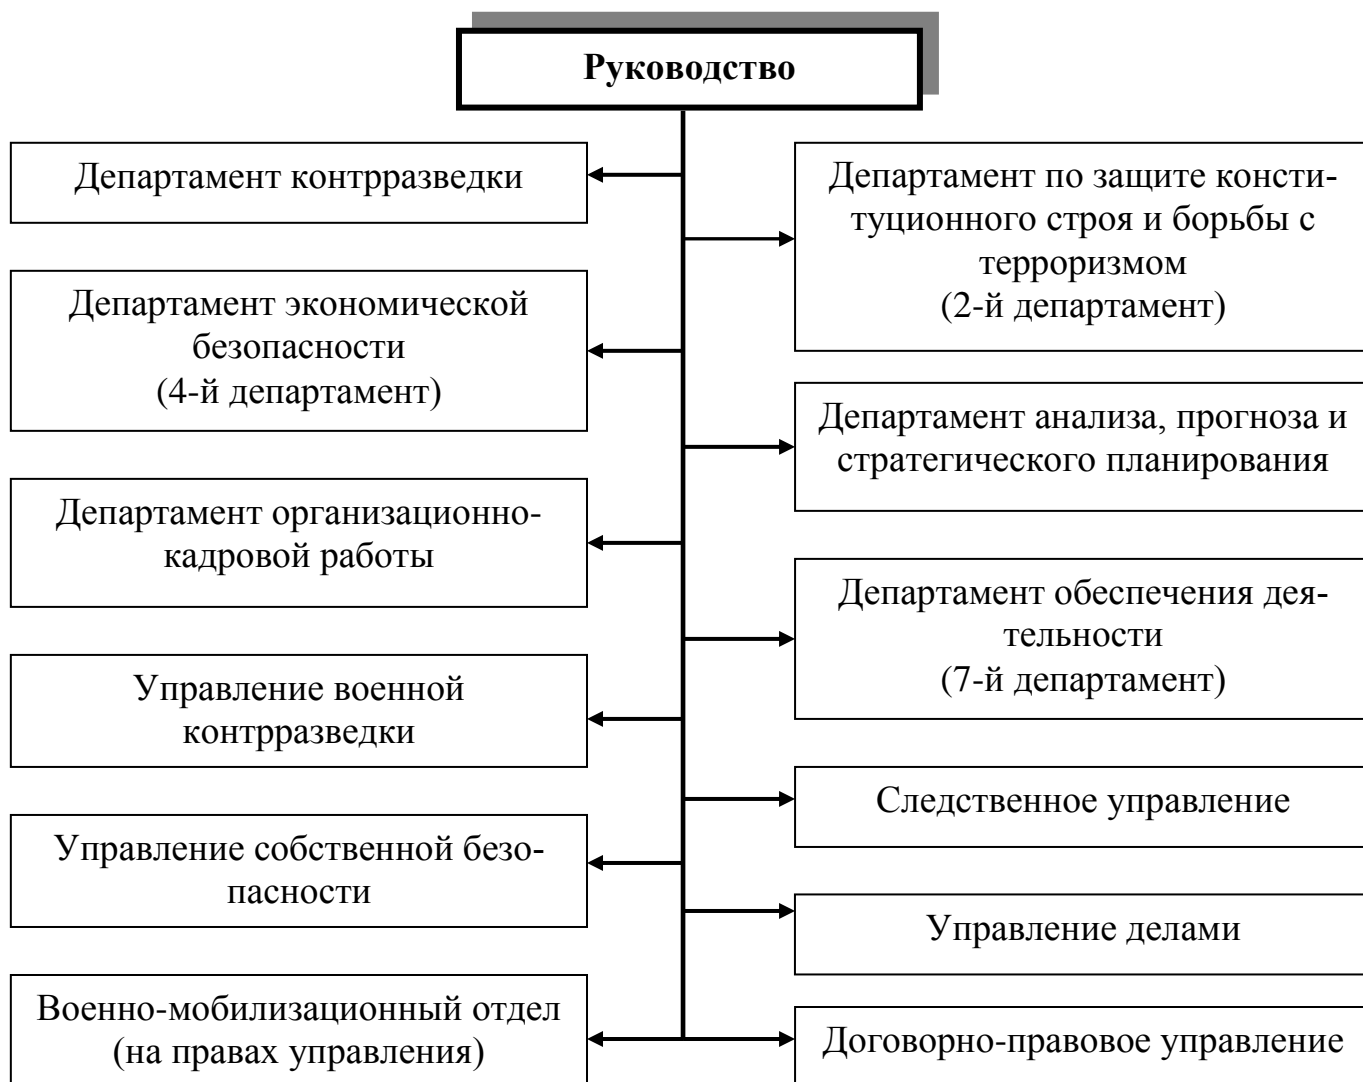 Руководство
Департамент контрразведки
Департамент экономической
безопасности
(4-й департамент)
Департамент организационно-
кадровой работы
Управление военной
контрразведки
Управление собственной безо-
пасности
Военно-мобилизационный отдел
(на правах управления)
Департамент по защите консти-
туционного строя и борьбы с
терроризмом
(2-й департамент)
Департамент анализа, прогноза и
стратегического планирования
Департамент обеспечения дея-
тельности
(7-й департамент)
Следственное управление
Управление делами
Договорно-правовое управление